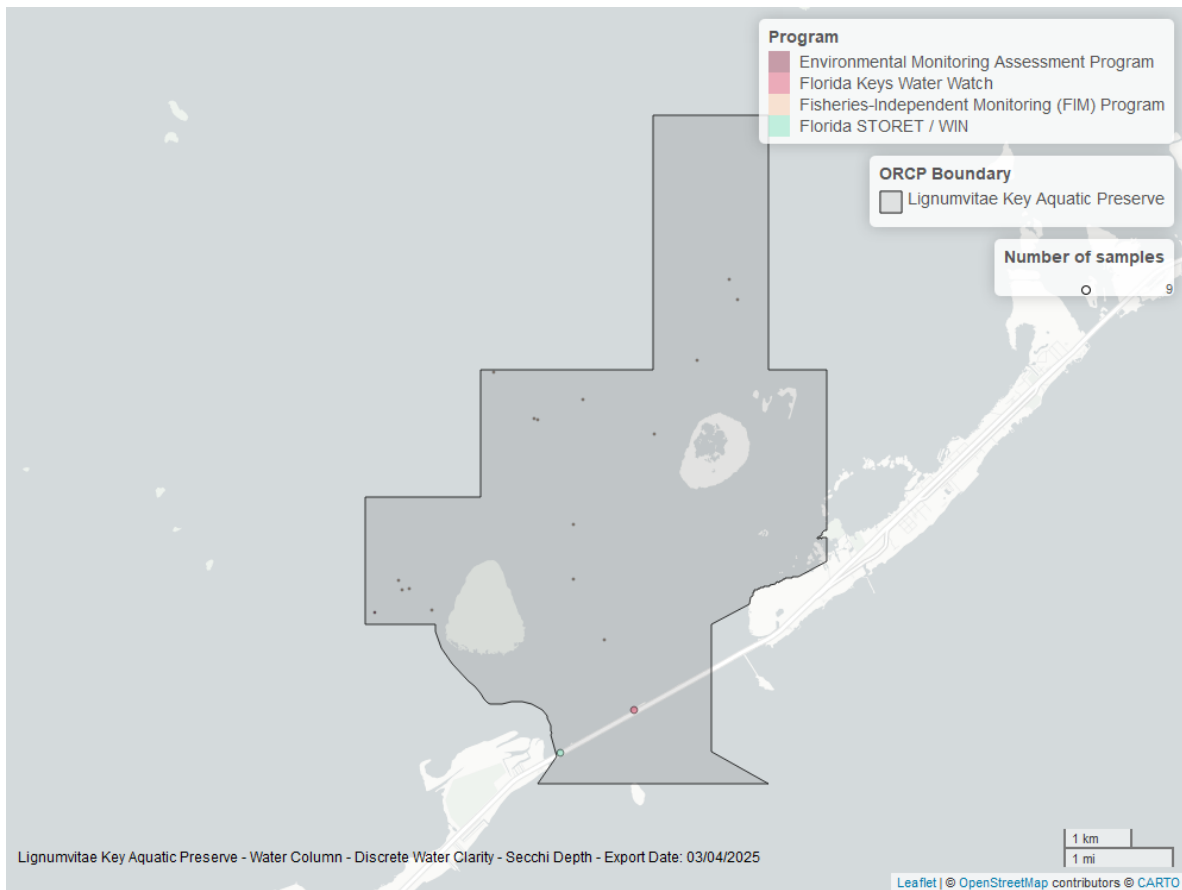 Program
Environmental Monitoring Assessment Program
Florida Keys Water Watch
Fisheries-Independent Monitoring (FIM) Program
Florida STORET / WIN
ORCP Boundary
Lignumvitae Key Aquatic Preserve
Number of samples
9
1 km
1 mi
Lignumvitae Key Aquatic Preserve - Water Column - Discrete Water Clarity - Secchi Depth - Export Date: 03/04/2025
Leaflet | © OpenStreetMap contributors © CARTO